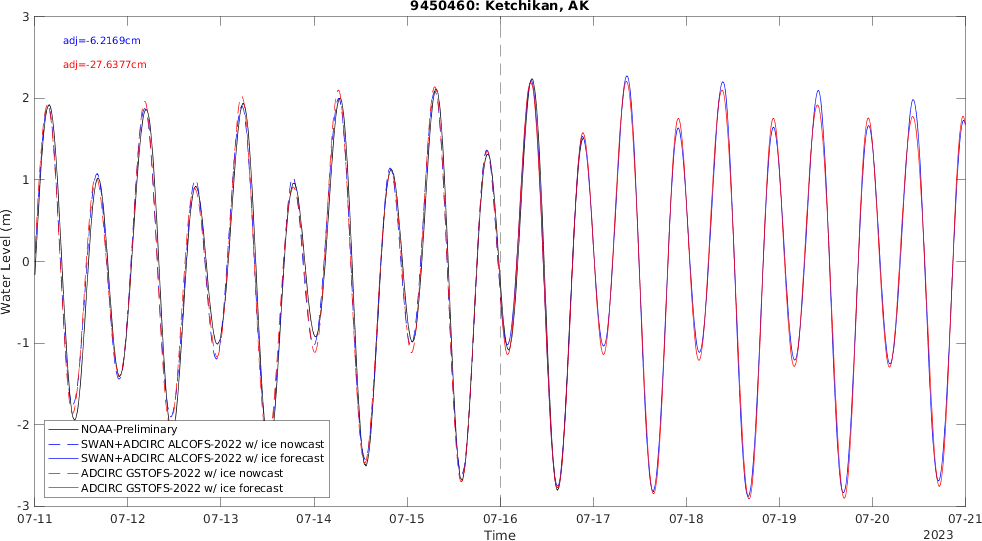 9450460: Ketchikan, AK
adj=-6.2169cm
adj=-27.6377cm
3
2
1
0
-1
-2
-3
Water Level (m)
NOAA-Preliminary
SWAN+ADCIRC ALCOFS-2022 w/ ice nowcast
SWAN+ADCIRC ALCOFS-2022 w/ ice forecast
ADCIRC GSTOFS-2022 w/ ice nowcast
ADCIRC GSTOFS-2022 w/ ice forecast
07-11 07-12 07-13 07-14 07-15 07-16 07-17 07-18 07-19 07-20 07-21
Time
2023